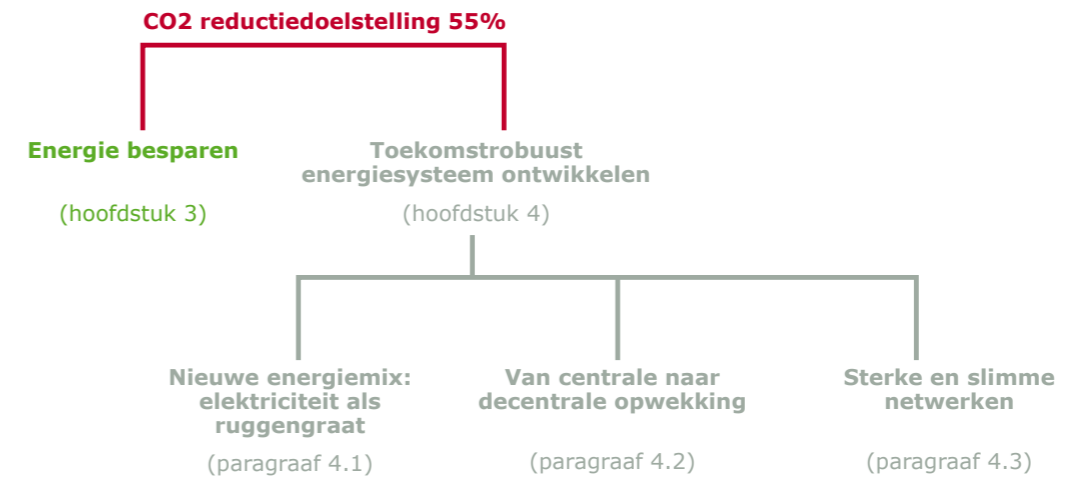 CO2 reductiedoelstelling 55%
Energie besparen
(hoofdstuk 3)
Toekomstrobuust
energiesysteem ontwikkelen
(hoofdstuk 4)
Nieuwe energiemix:
elektriciteit als
ruggengraat
(paragraaf 4.1)
Van centrale naar
decentrale opwekking
(paragraaf 4.2)
Sterke en slimme
netwerken
(paragraaf 4.3)